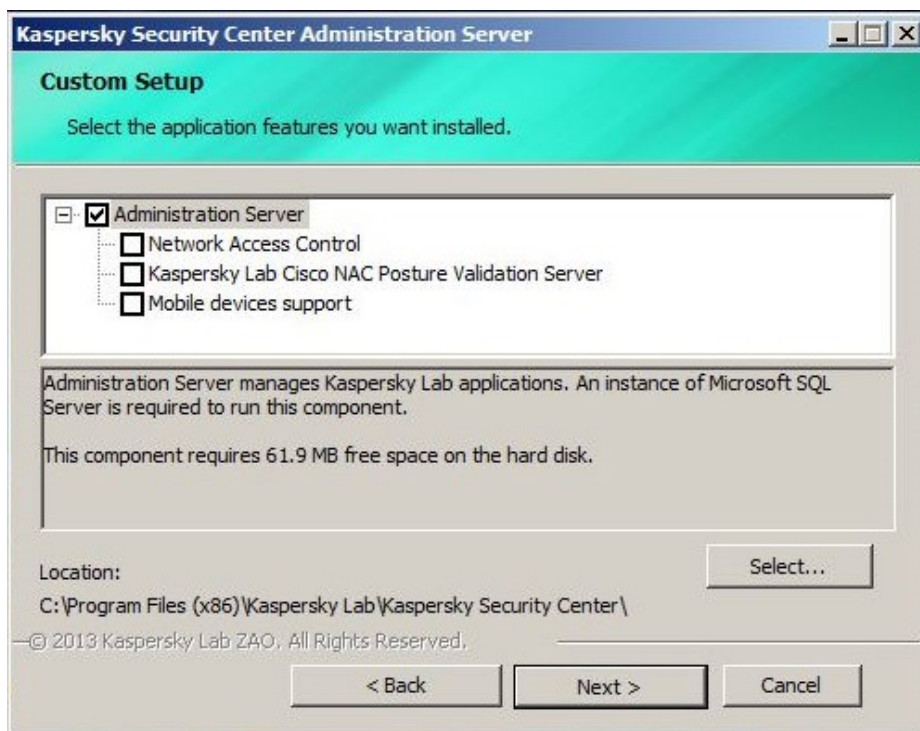 Kaspersky Security Center Administration Server
Custom Setup
Select the application features you want installed.
Administration Server
Network Access Control
Kaspersky Lab Cisco NAC Posture Validation Server
Mobile devices support
Administration Server manages Kaspersky Lab applications. An instance of Microsoft SQL
Server is required to run this component.
This component requires 61.9 MB free space on the hard disk.
Select...
Location:
C:\Program Files (x86)\Kaspersky Lab\Kaspersky Security Center\
© 2013 Kaspersky Lab ZAO. All Rights Reserved.
< Back
Next >
Cancel